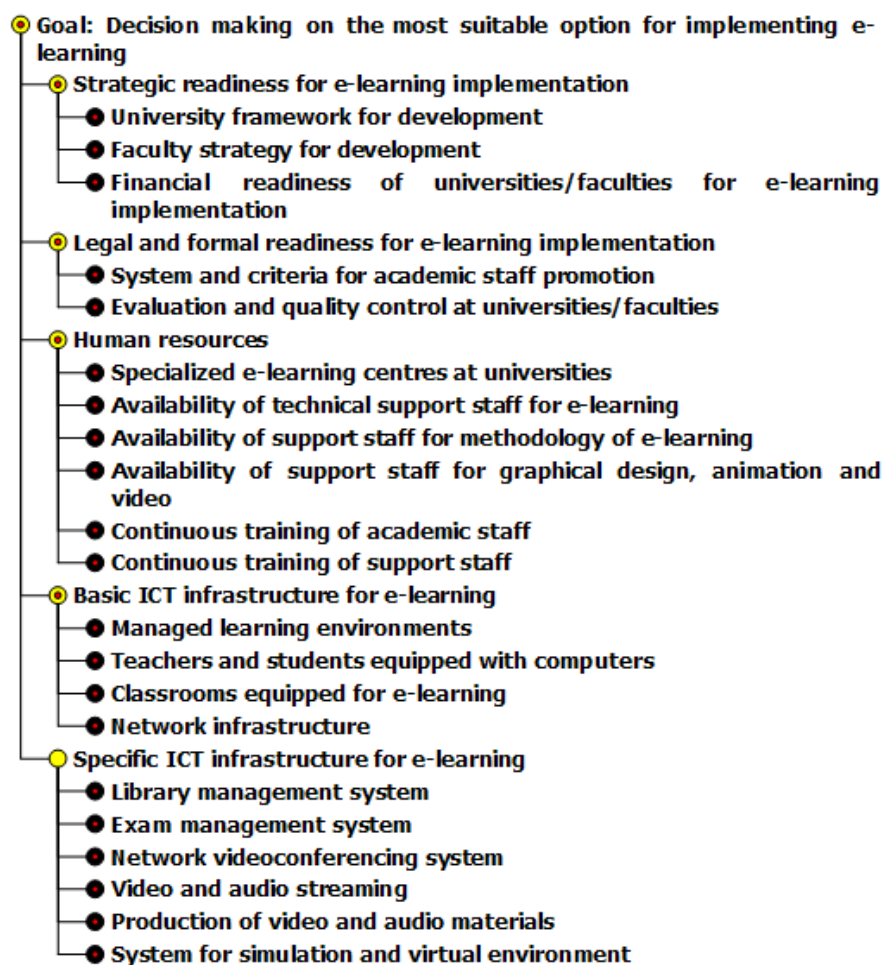 Goal: Decision making on the most suitable option for implementing e-
learning
Strategic readiness for e-learning implementation
University framework for development
Faculty strategy for development
Financial readiness of universities/faculties for e-learning
implementation
Legal and formal readiness for e-learning implementation
System and criteria for academic staff promotion
Evaluation and quality control at universities/faculties
Human resources
Specialized e-learning centres at universities
Availability of technical support staff for e-learning
Availability of support staff for methodology of e-learning
Availability of support staff for graphical design, animation and
video
Continuous training of academic staff
Continuous training of support staff
Basic ICT infrastructure for e-learning
Managed learning environments
Teachers and students equipped with computers
Classrooms equipped for e-learning
Network infrastructure
Specific ICT infrastructure for e-learning
Library management system
Exam management system
Network videoconferencing system
Video and audio streaming
Production of video and audio materials
System for simulation and virtual environment